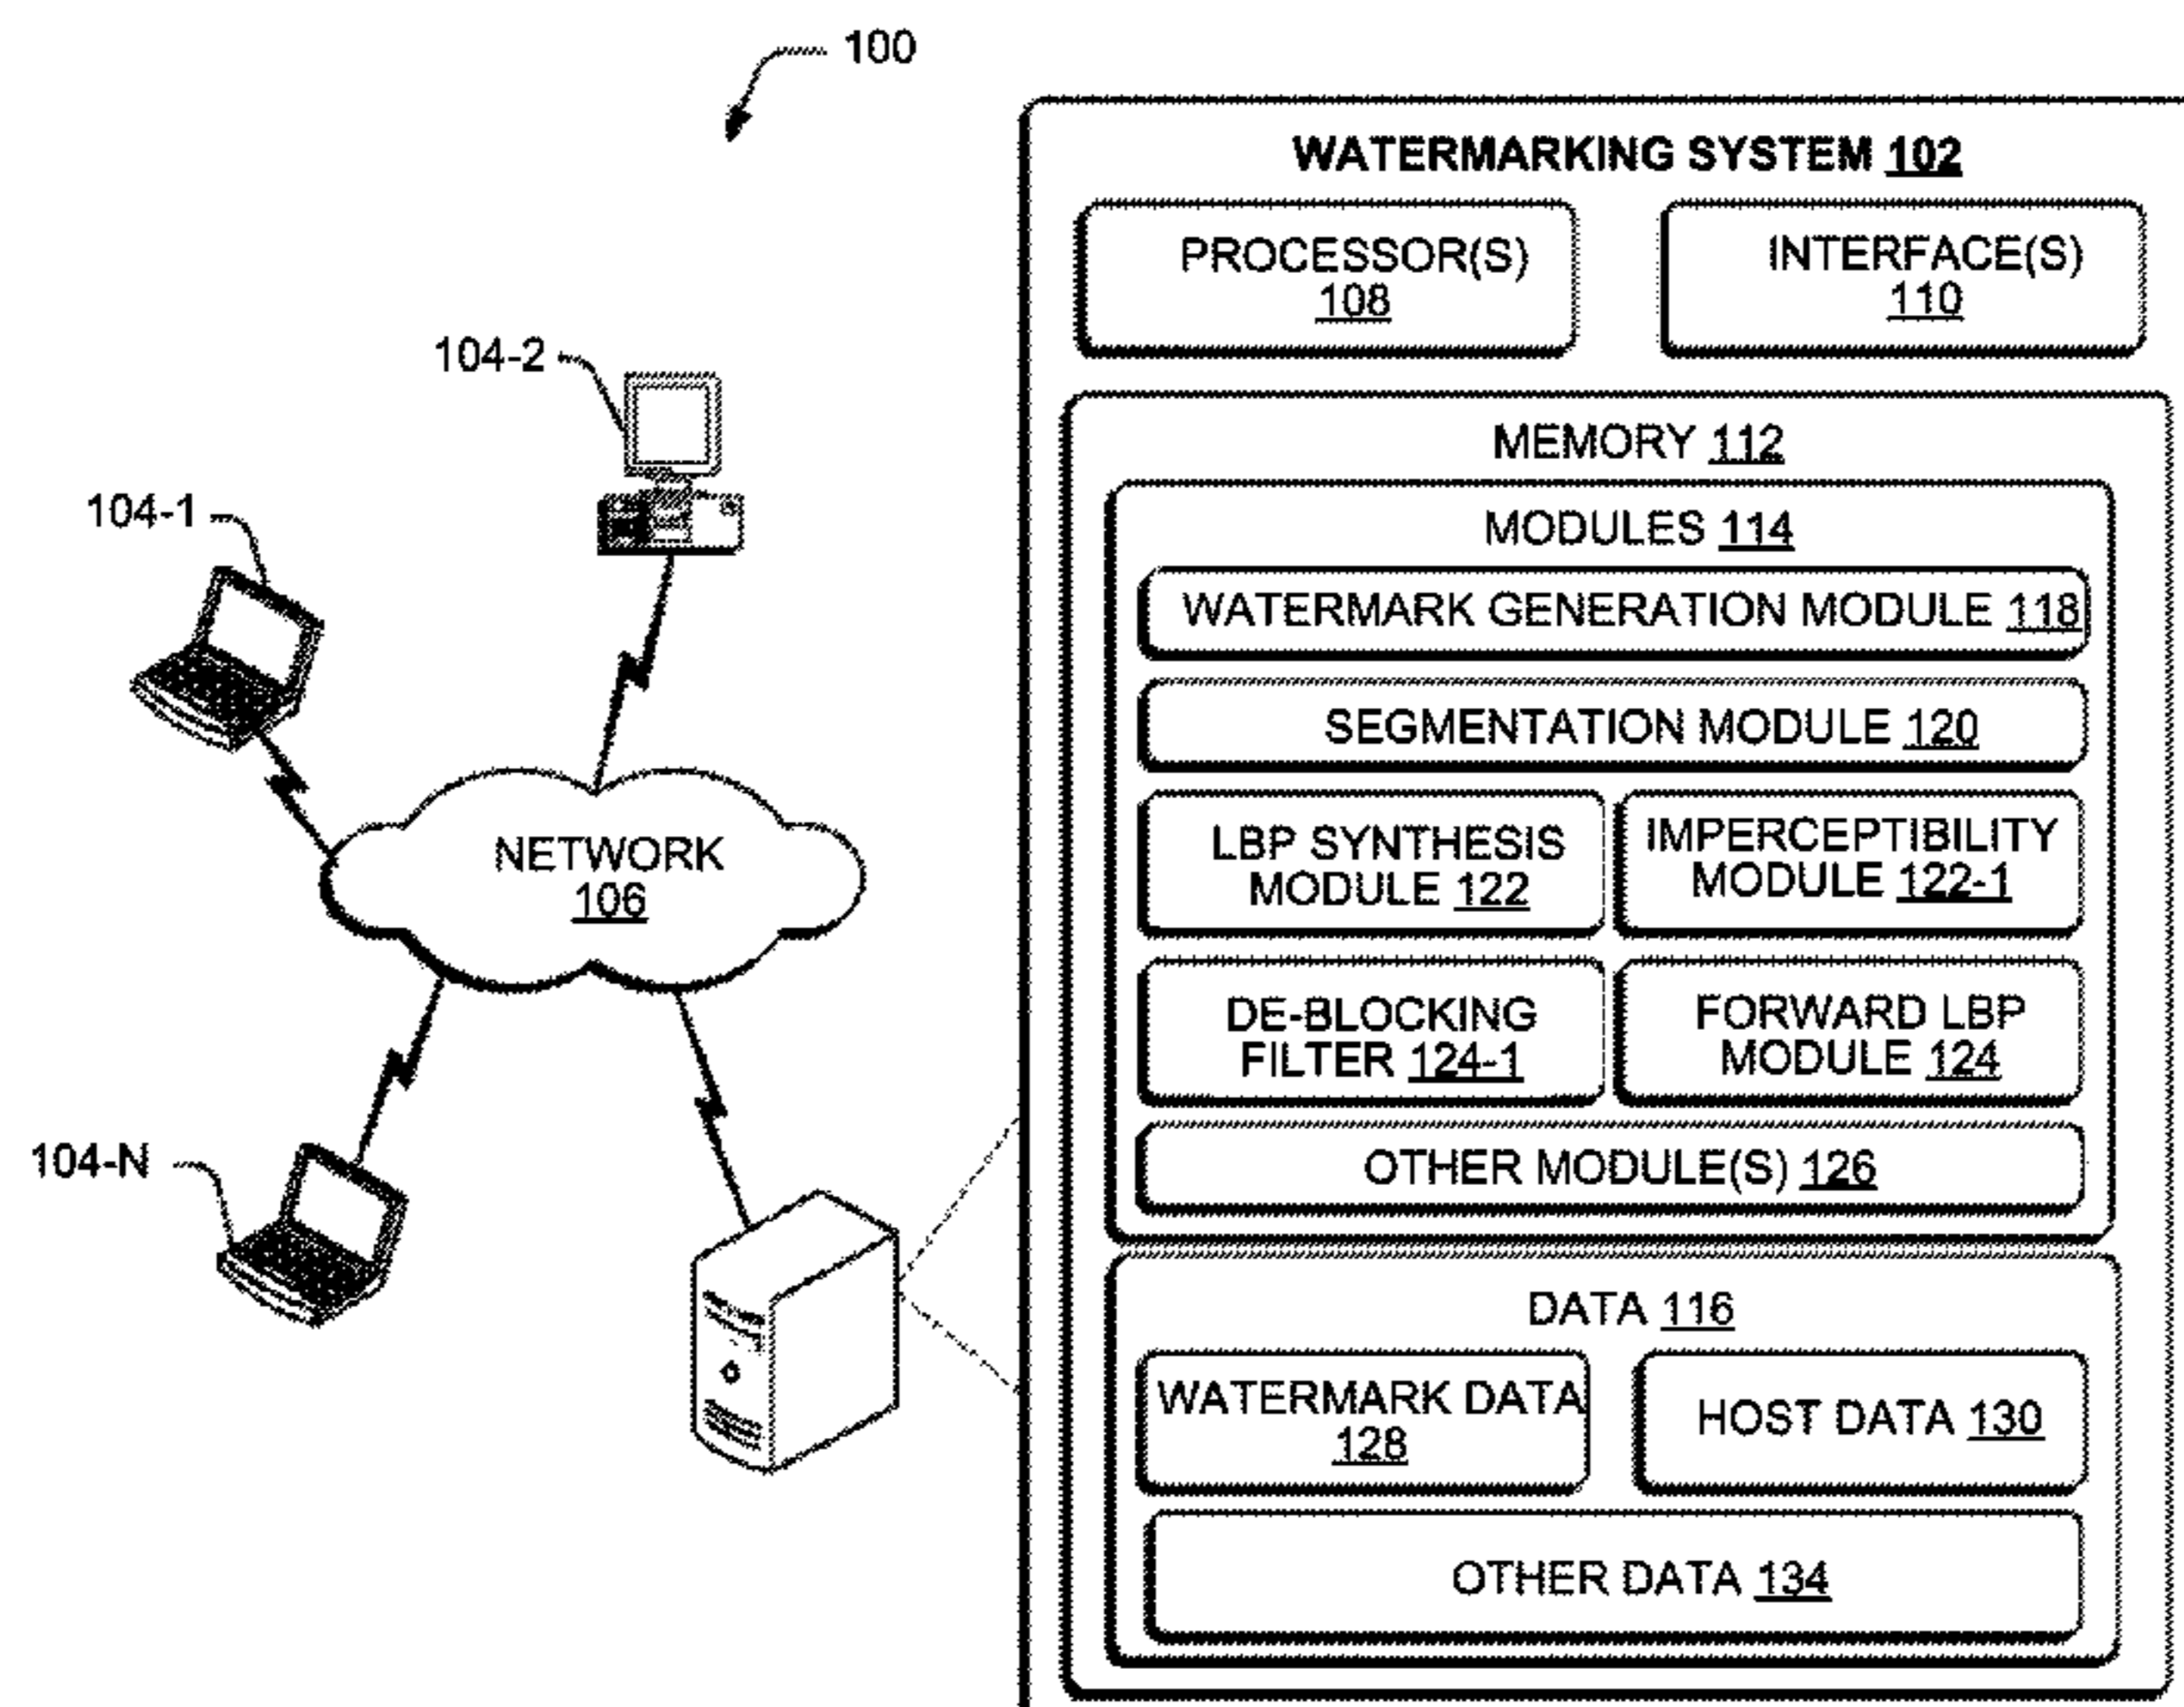 100
WATERMARKING SYSTEM 102
PROCESSOR(S)
108
INTERFACE(S)
110
104-2
104-1
NETWORK
106
104-N
MEMORY 112
MODULES 114
WATERMARK GENERATION MODULE 118
SEGMENTATION MODULE 120
LBP SYNTHESIS
MODULE 122
IMPERCEPTIBILITY
MODULE 122-1
DE-BLOCKING
FILTER 124-1
FORWARD LBP
MODULE 124
OTHER MODULE(S) 126
DATA 116
WATERMARK DATA
128
HOST DATA 130
OTHER DATA 134